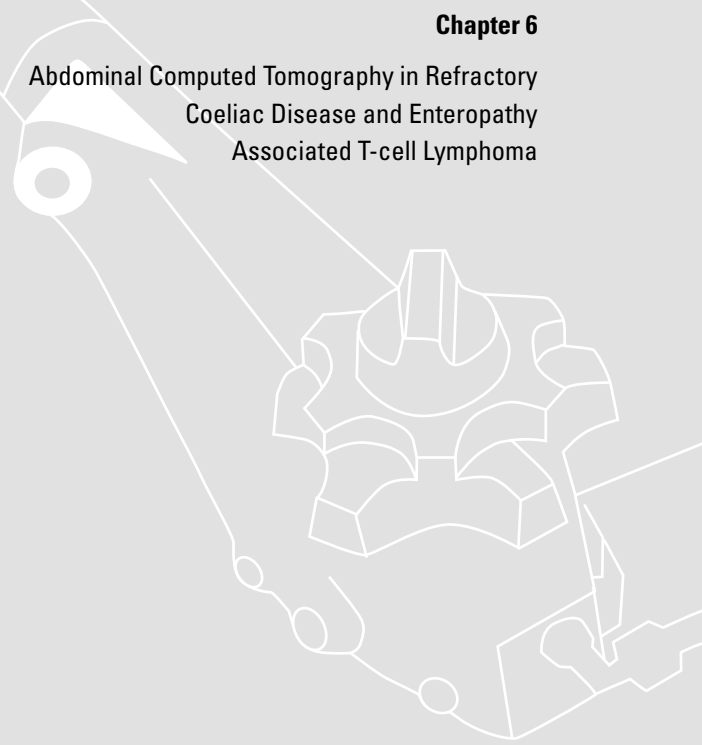 Chapter 6
Abdominal Computed Tomography in Refractory
Coeliac Disease and Enteropathy
Associated T-cell Lymphoma